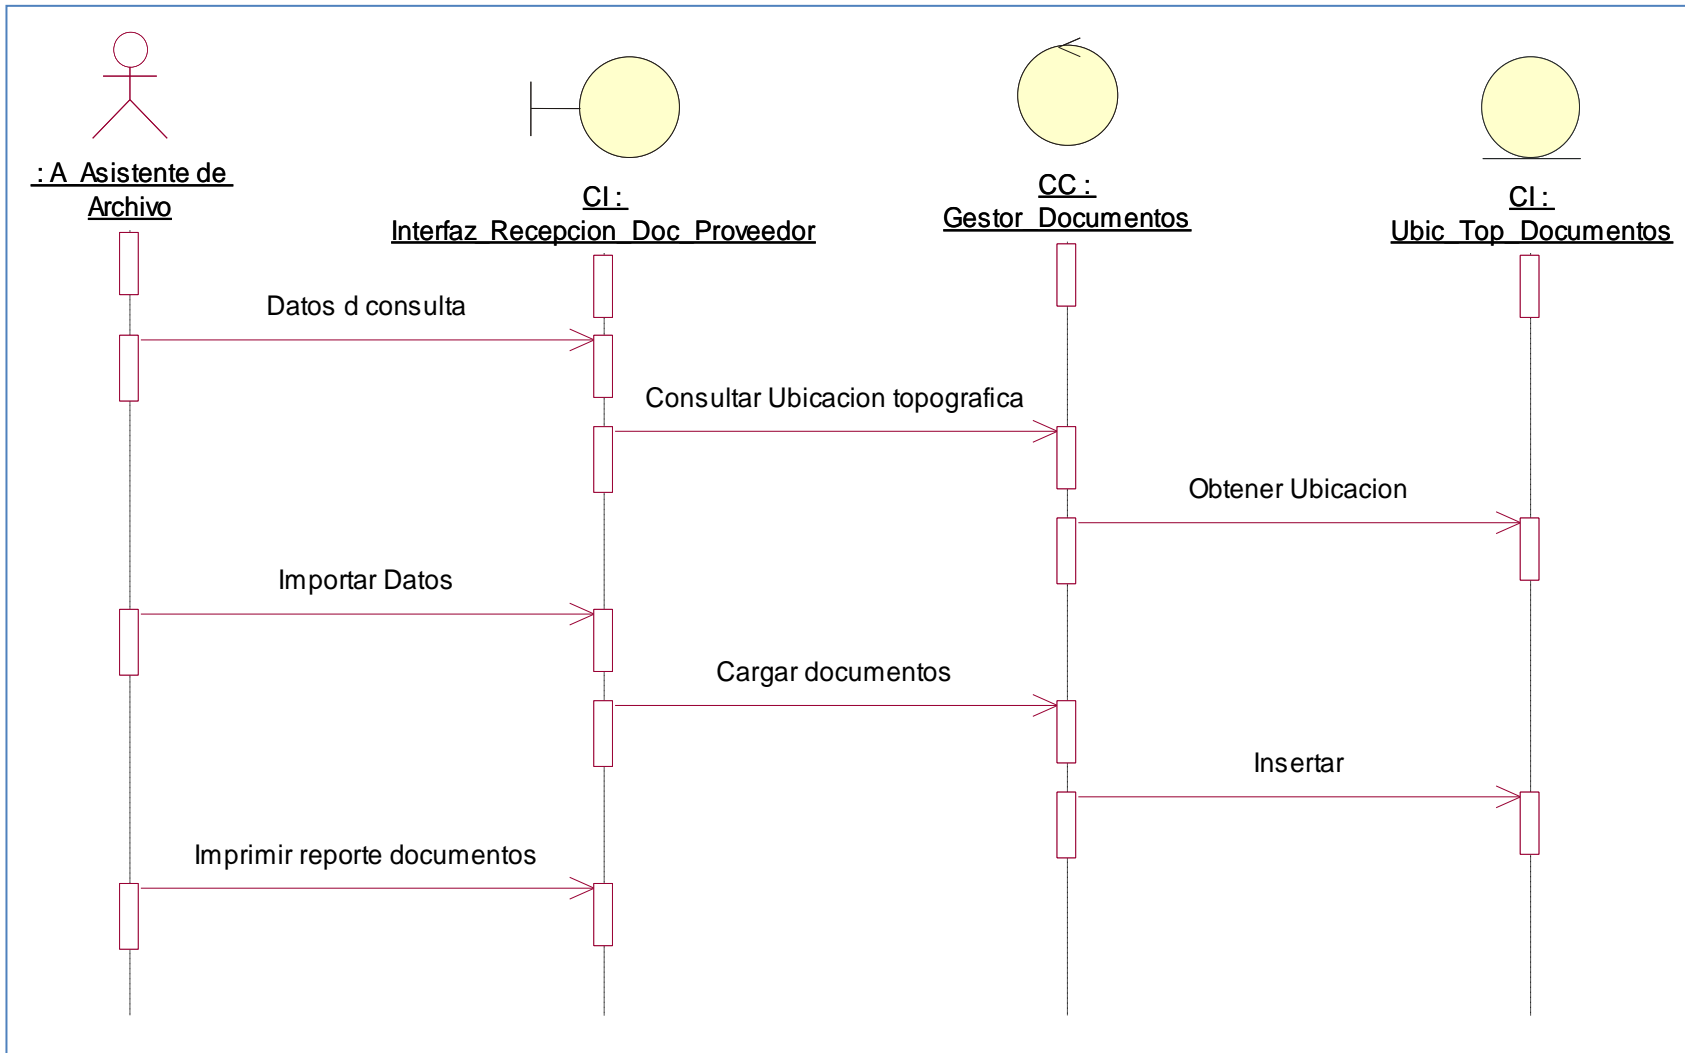 : A_Asistente de
Archivo
CI :
Interfaz_Recepcion_Doc_Proveedor
CC :
Gestor_Documentos
CI :
Ubic_Top_Documentos
Datos d consulta
Consultar Ubicacion topografica
Obtener Ubicacion
Importar Datos
Cargar documentos
Insertar
Imprimir reporte documentos